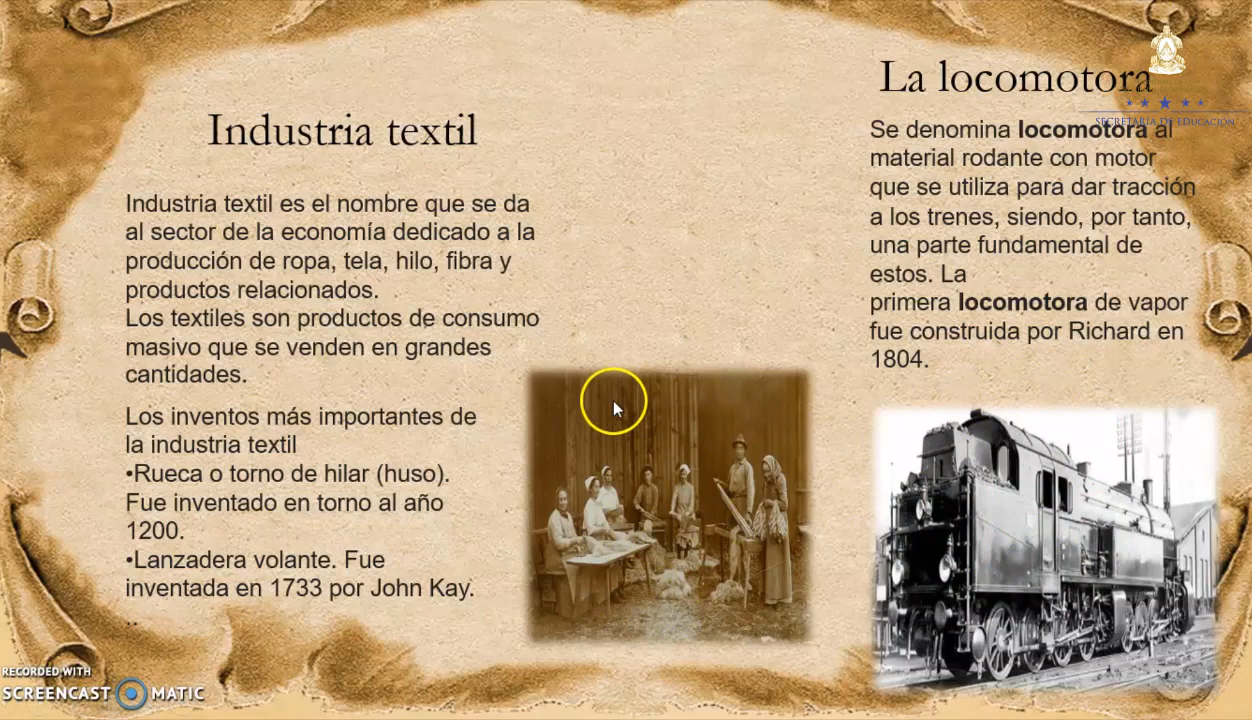 Industria textil
Industria textil es el nombre que se da
al sector de la economía dedicado a la
producción de ropa, tela, hilo, fibra y
productos relacionados.
Los textiles son productos de consumo
masivo que se venden en grandes
cantidades.
Los inventos más importantes de
la industria textil
•Rueca o torno de hilar (huso).
Fue inventado en torno al año
1200.
•Lanzadera volante. Fue
inventada en 1733 por John Kay.
..
La locomotora
Se denomina locomotora al
material rodante con motor
que se utiliza para dar tracción
a los trenes, siendo, por tanto,
una parte fundamental de
estos. La
primera locomotora de vapor
fue construida por Richard en
1804.
SECRETARÍA DE EDUCACIÓN
RECORDED WITH
SCREENCAST MATIC